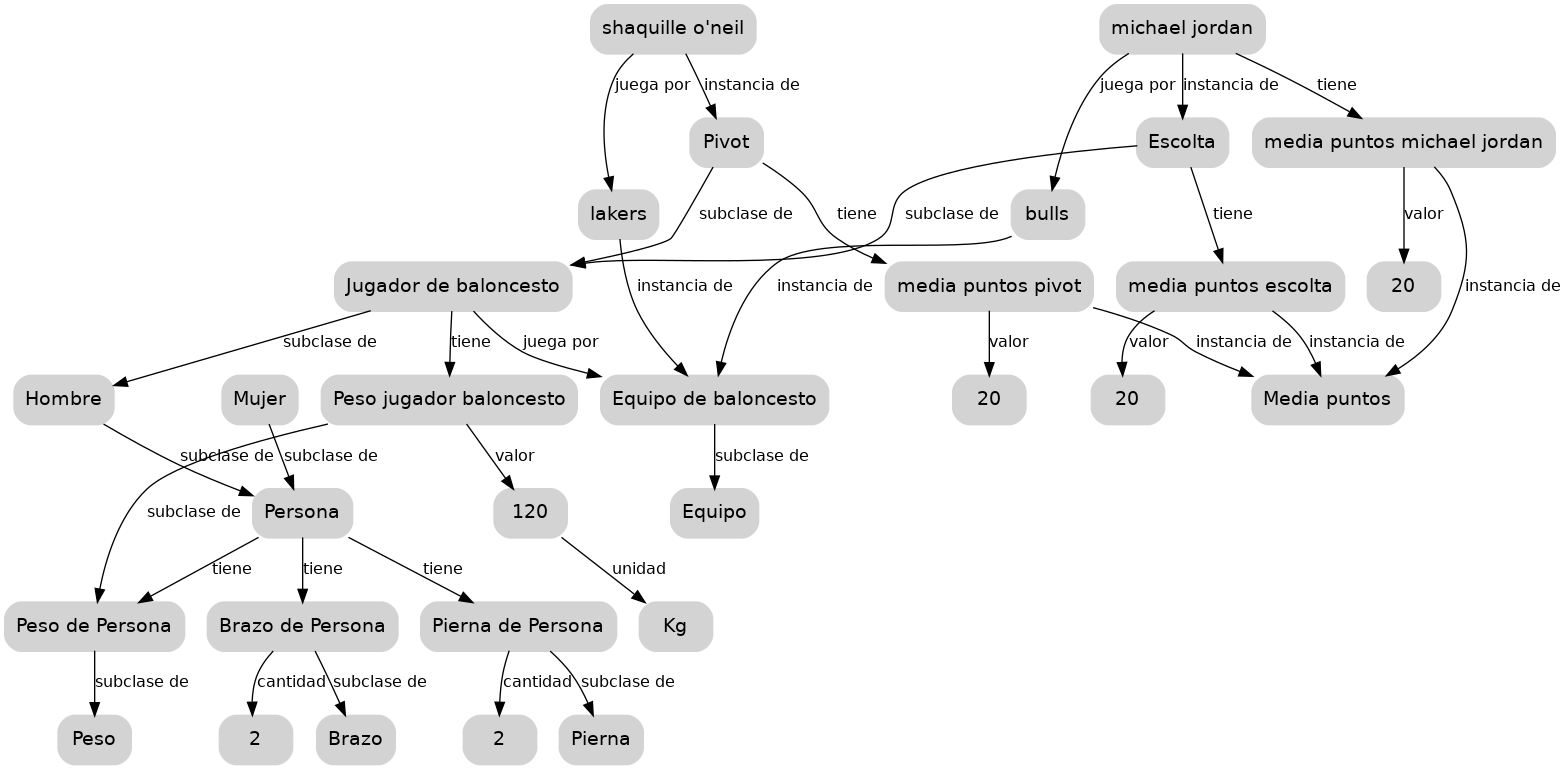 shaquille o'neil
michael jordan
juega por
instancia de
juega por
instancia de
tiene
Pivot
Escolta
media puntos michael jordan
lakers
subclase de
tiene
subclase de
bulls
tiene
valor
Jugador de baloncesto
instancia de
instancia de
media puntos pivot
media puntos escolta
20
instancia de
subclase de
tiene
juega por
valor
instancia de
valor
instancia de
Hombre
Mujer
Peso jugador baloncesto
Equipo de baloncesto
20
20
Media puntos
subclase de
subclase de
valor
subclase de
subclase de
Persona
120
Equipo
tiene
tiene
tiene
unidad
Peso de Persona
Brazo de Persona
Pierna de Persona
Kg
subclase de
cantidad
subclase de
cantidad
subclase de
Peso
2
Brazo
2
Pierna